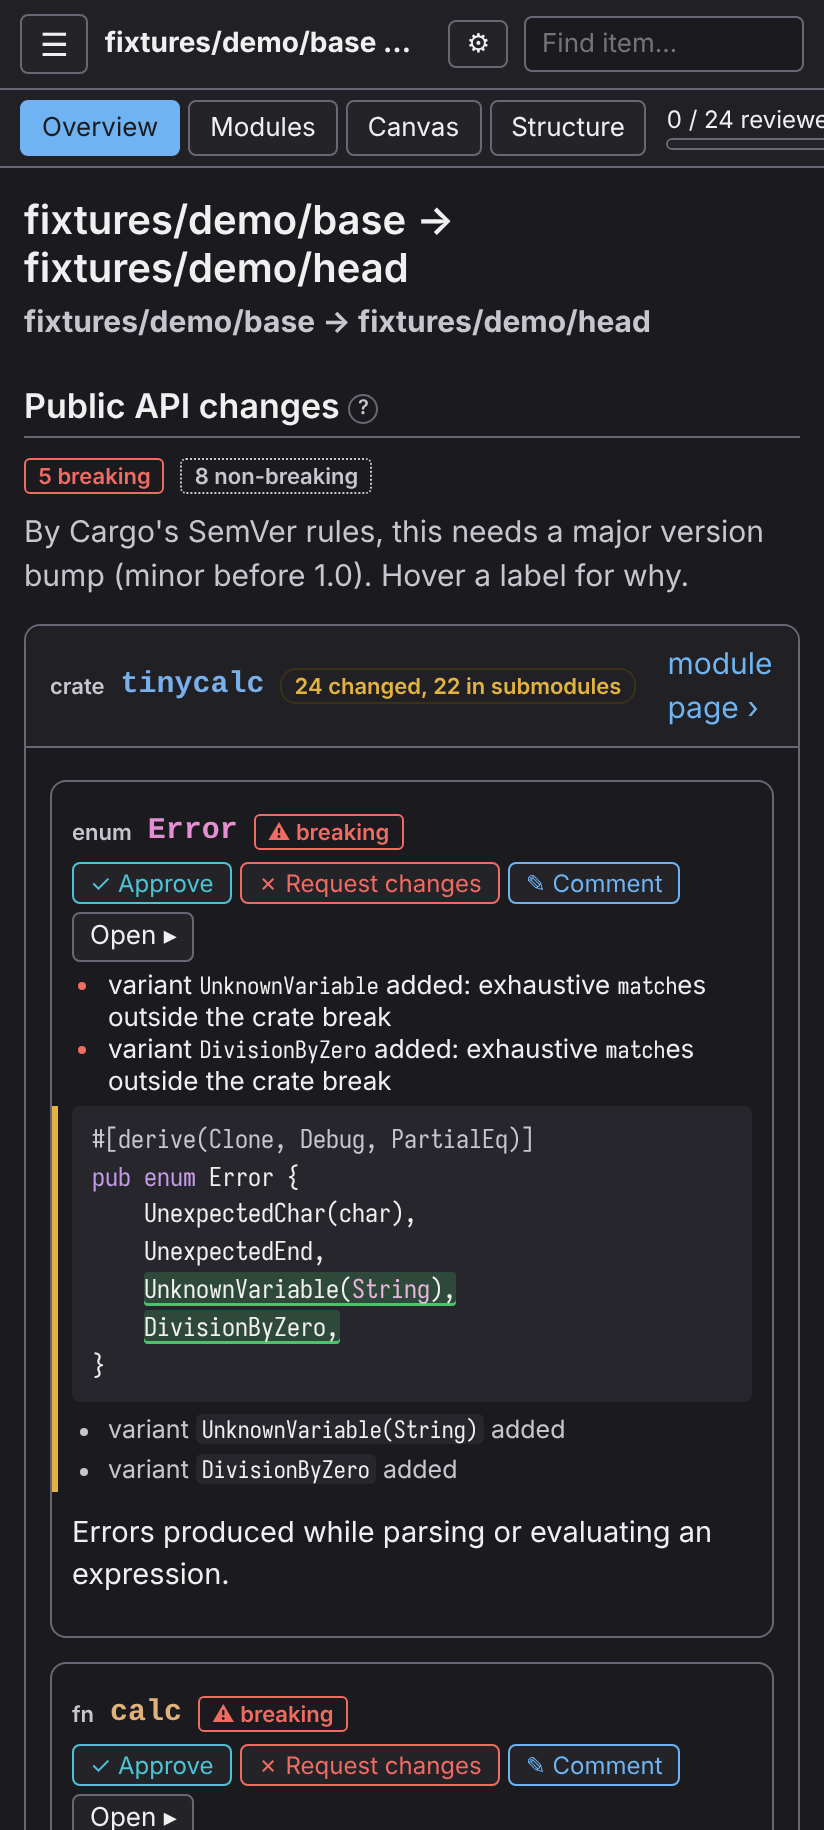 ☰ fixtures/demo/base ... ⚙ Find item...
Overview Modules Canvas Structure 0 / 24 reviewe
fixtures/demo/base →
fixtures/demo/head
fixtures/demo/base → fixtures/demo/head
Public API changes ?
5 breaking 8 non-breaking
By Cargo's SemVer rules, this needs a major version
bump (minor before 1.0). Hover a label for why.
crate tinycalc 24 changed, 22 in submodules module
page ›
enum Error ⚠ breaking
✓ Approve × Request changes ✎ Comment
Open ▸
• variant UnknownVariable added: exhaustive matches
outside the crate break
• variant DivisionByZero added: exhaustive matches
outside the crate break
#[derive(Clone, Debug, PartialEq)]
pub enum Error {
    UnexpectedChar(char),
    UnexpectedEnd,
    UnknownVariable(String),
    DivisionByZero,
}
• variant UnknownVariable(String) added
• variant DivisionByZero added
Errors produced while parsing or evaluating an
expression.
fn calc ⚠ breaking
✓ Approve × Request changes ✎ Comment
Open ▸